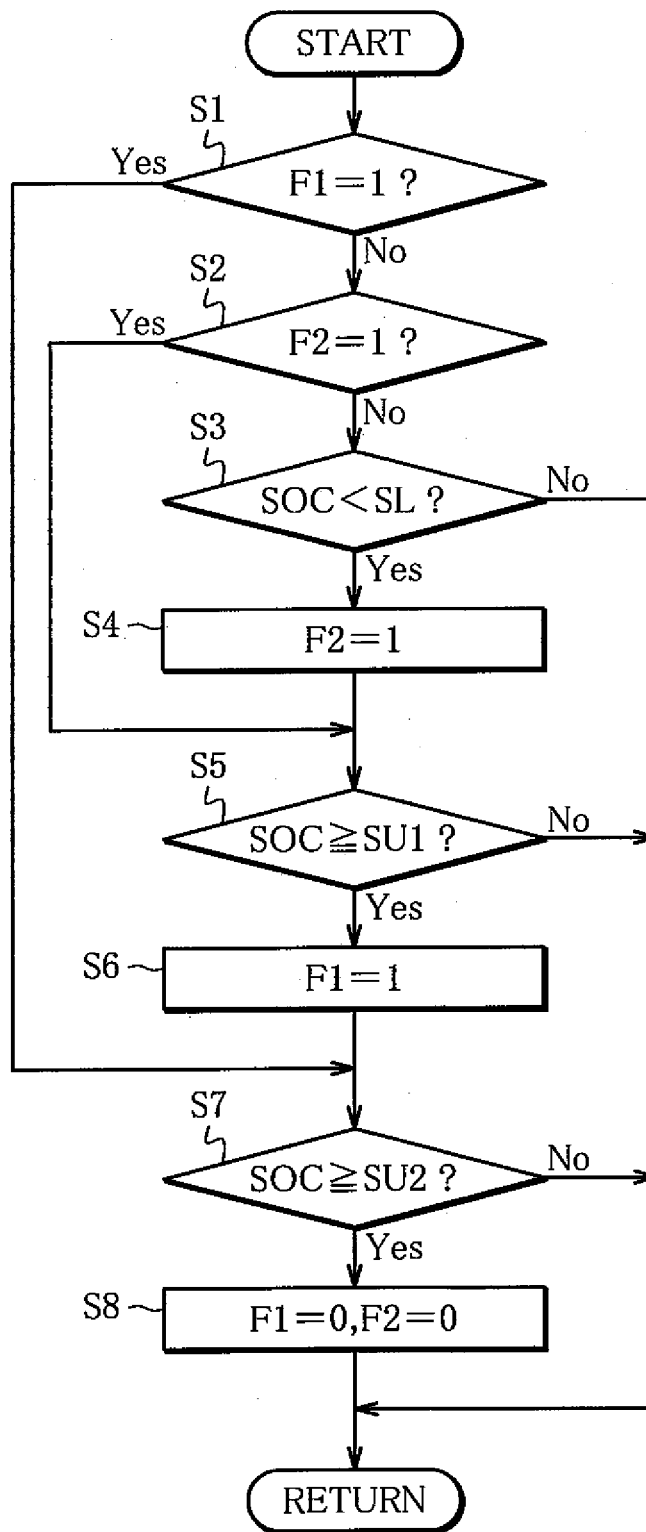 START
S1
Yes
F1=1 ?
No
S2
Yes
F2=1 ?
No
S3
SOC<SL ?
No
Yes
S4
F2=1
S5
SOC≧SU1 ?
No
Yes
S6
F1=1
S7
SOC≧SU2 ?
No
Yes
S8
F1=0,F2=0
RETURN